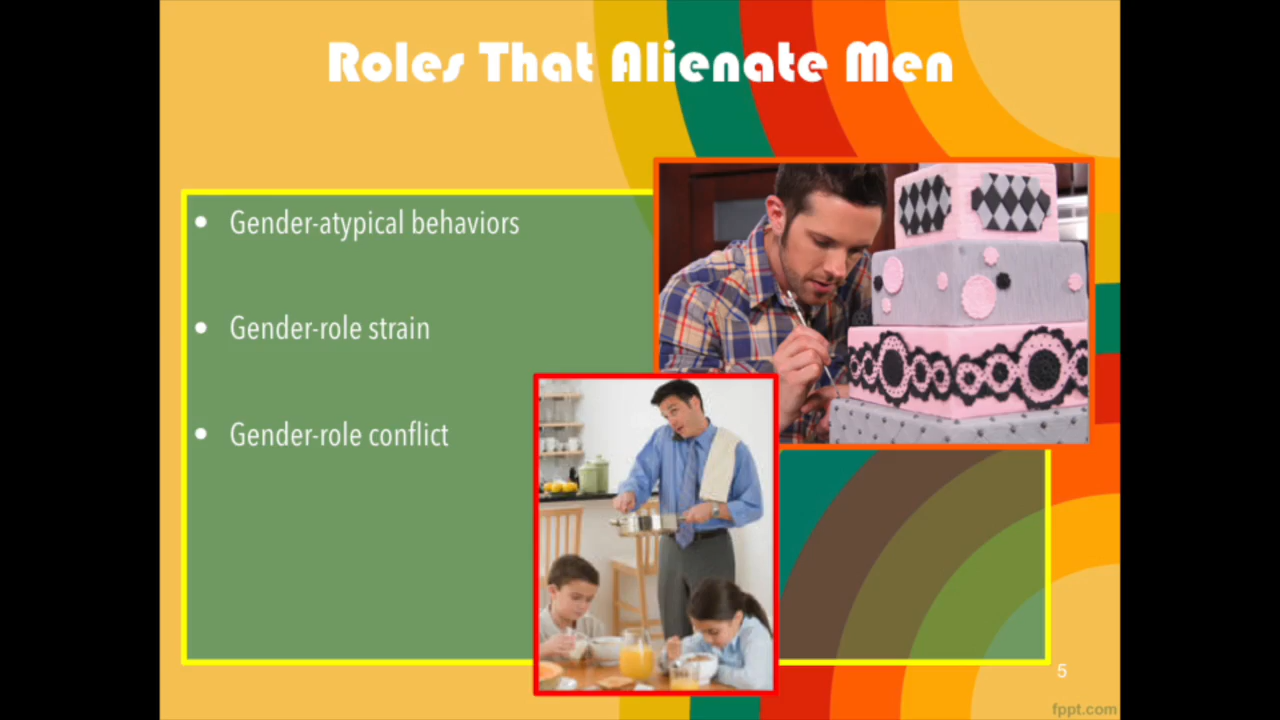 Roles That Alienate Men
• Gender-atypical behaviors
• Gender-role strain
• Gender-role conflict
5
fppt.com